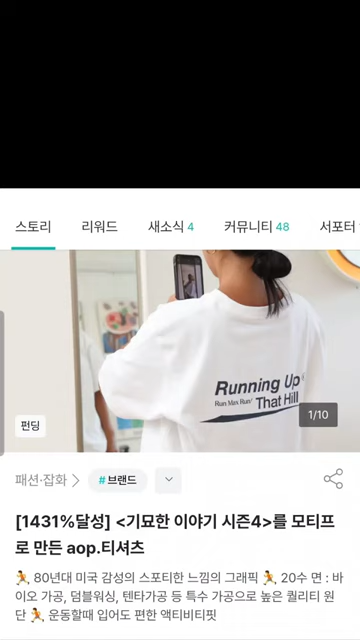 스토리 리워드 새소식 4 커뮤니티 48 서포터
Running Up
Run Max Run! That Hill
1/10
펀딩
패션·잡화 > #브랜드
[1431%달성] <기묘한 이야기 시즌4>를 모티프
로 만든 aop.티셔츠
🏃 80년대 미국 감성의 스포티한 느낌의 그래픽 🏃 20수 면 : 바
이오 가공, 덤블워싱, 텐타가공 등 특수 가공으로 높은 퀄리티 원
단 🏃 운동할때 입어도 편한 액티비티핏